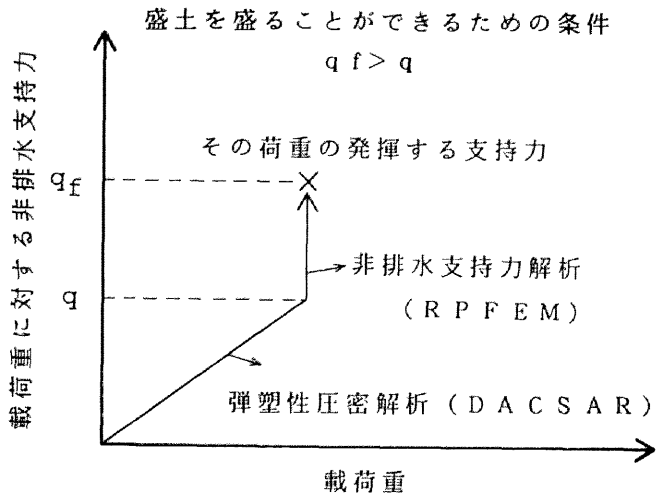 盛土を盛ることができるための条件
qf>q
その荷重の発揮する支持力
載荷重に対する非排水支持力
qf
非排水支持力解析
(RPFEM)
q
弾塑性圧密解析(DACSAR)
載荷重